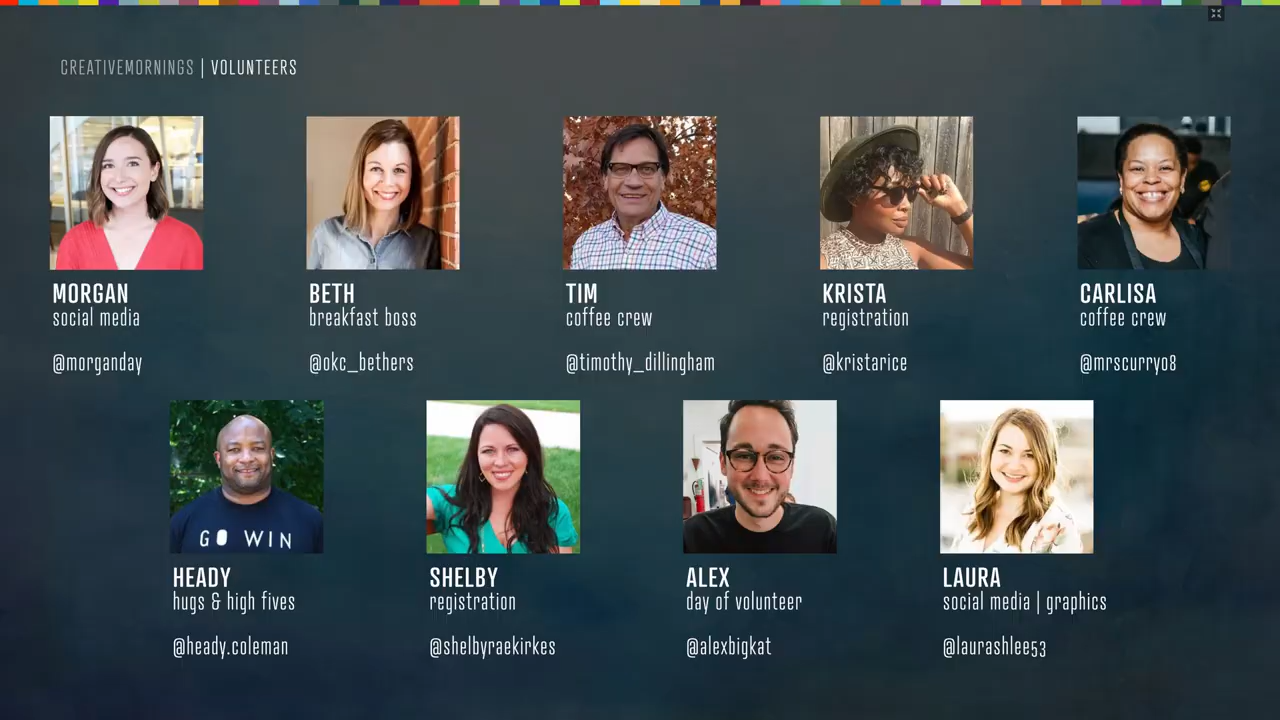 CREATIVEMORNINGS | VOLUNTEERS
MORGAN
social media
@morganday
BETH
breakfast boss
@okc_bethers
TIM
coffee crew
@timothy_dillingham
KRISTA
registration
@kristarice
CARLISA
coffee crew
@mrscurry08
GO WIN
HEADY
hugs & high fives
@heady.coleman
SHELBY
registration
@shelbyraekirkes
ALEX
day of volunteer
@alexbigkat
LAURA
social media | graphics
@laurashlee53